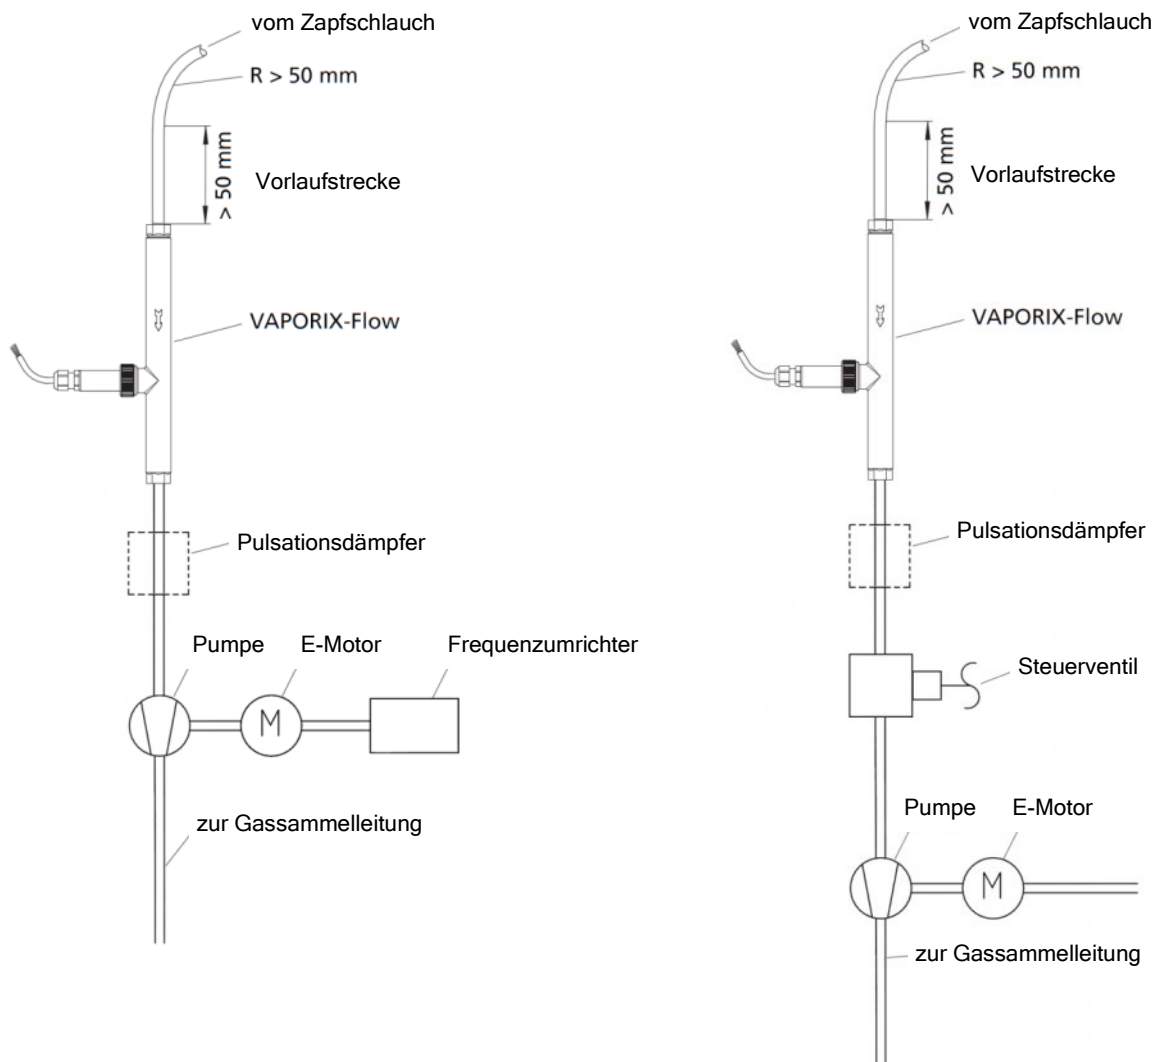 vom Zapfschlauch
R > 50 mm
> 50 mm
Vorlaufstrecke
VAPORIX-Flow
Pulsationsdämpfer
Pumpe
E-Motor
Frequenzumrichter
M
zur Gassammelleitung
vom Zapfschlauch
R > 50 mm
> 50 mm
Vorlaufstrecke
VAPORIX-Flow
Pulsationsdämpfer
Steuerventil
Pumpe
E-Motor
M
zur Gassammelleitung